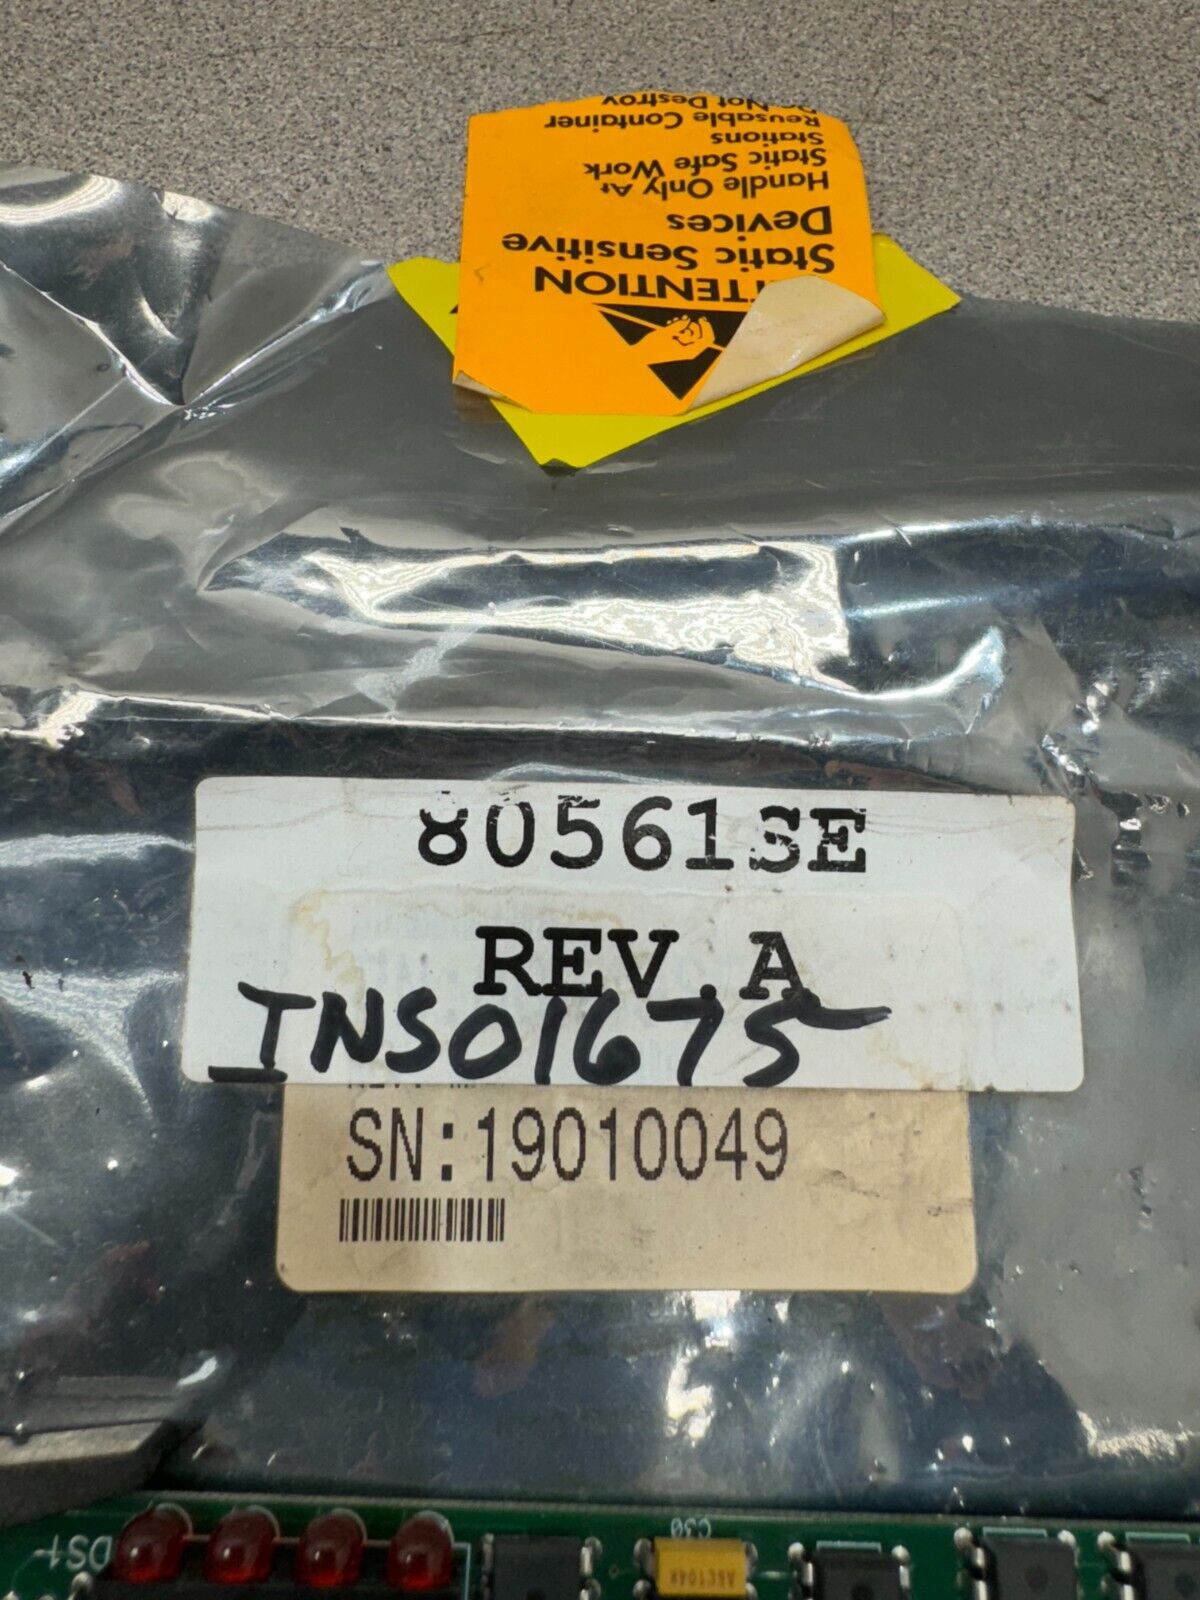 ATTENTION
Static Sensitive
Devices
Handle Only At
Static Safe Work
Stations
Reusable Container
Do Not Destroy
80561SE
REV.A
INS01675
SN:19010049
DS1
C30